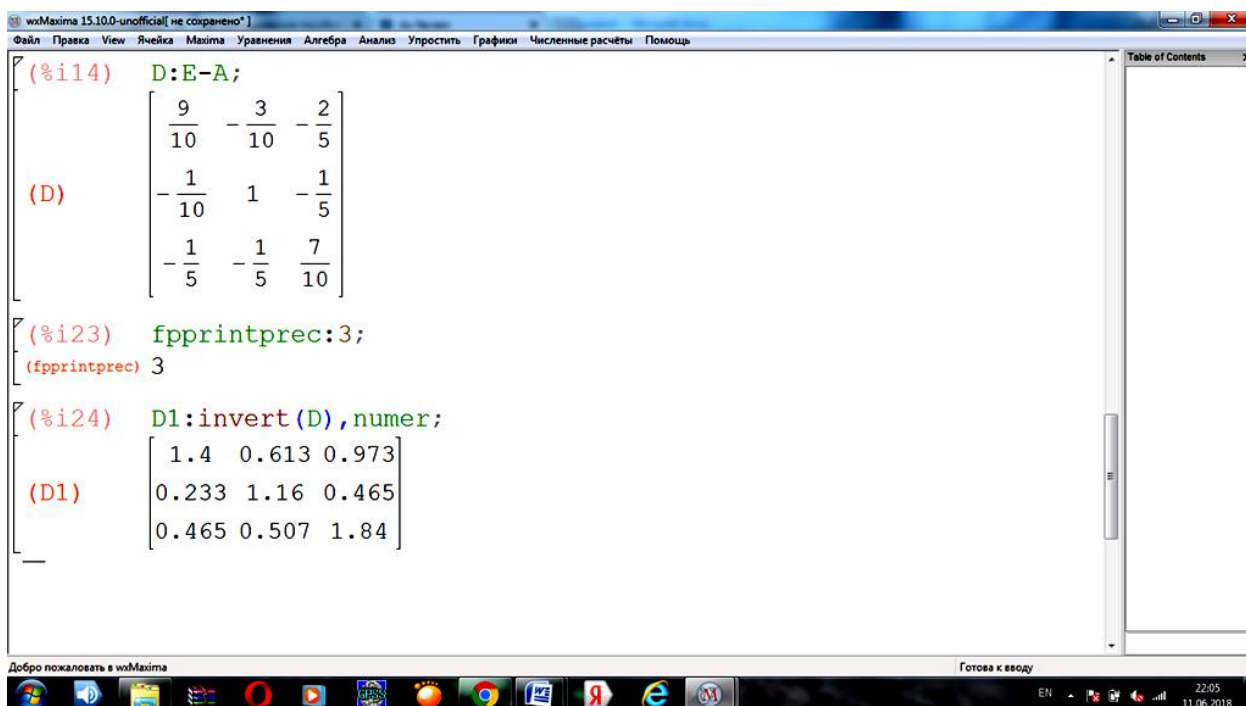 wxMaxima 15.10.0-unofficial[ не сохранено* ]
Файл Правка View Ячейка Maxima Уравнения Алгебра Анализ Упростить Графики Численные расчёты Помощь
Table of Contents
(%i14) D:E-A;
(D)
9/10 -3/10 -2/5
-1/10 1 -1/5
-1/5 -1/5 7/10
(%i23) fpprintprec:3;
(fpprintprec) 3
(%i24) D1:invert(D),numer;
(D1)
1.4 0.613 0.973
0.233 1.16 0.465
0.465 0.507 1.84
Добро пожаловать в wxMaxima
Готова к вводу
GPSS
EN
22:05
11.06.2018